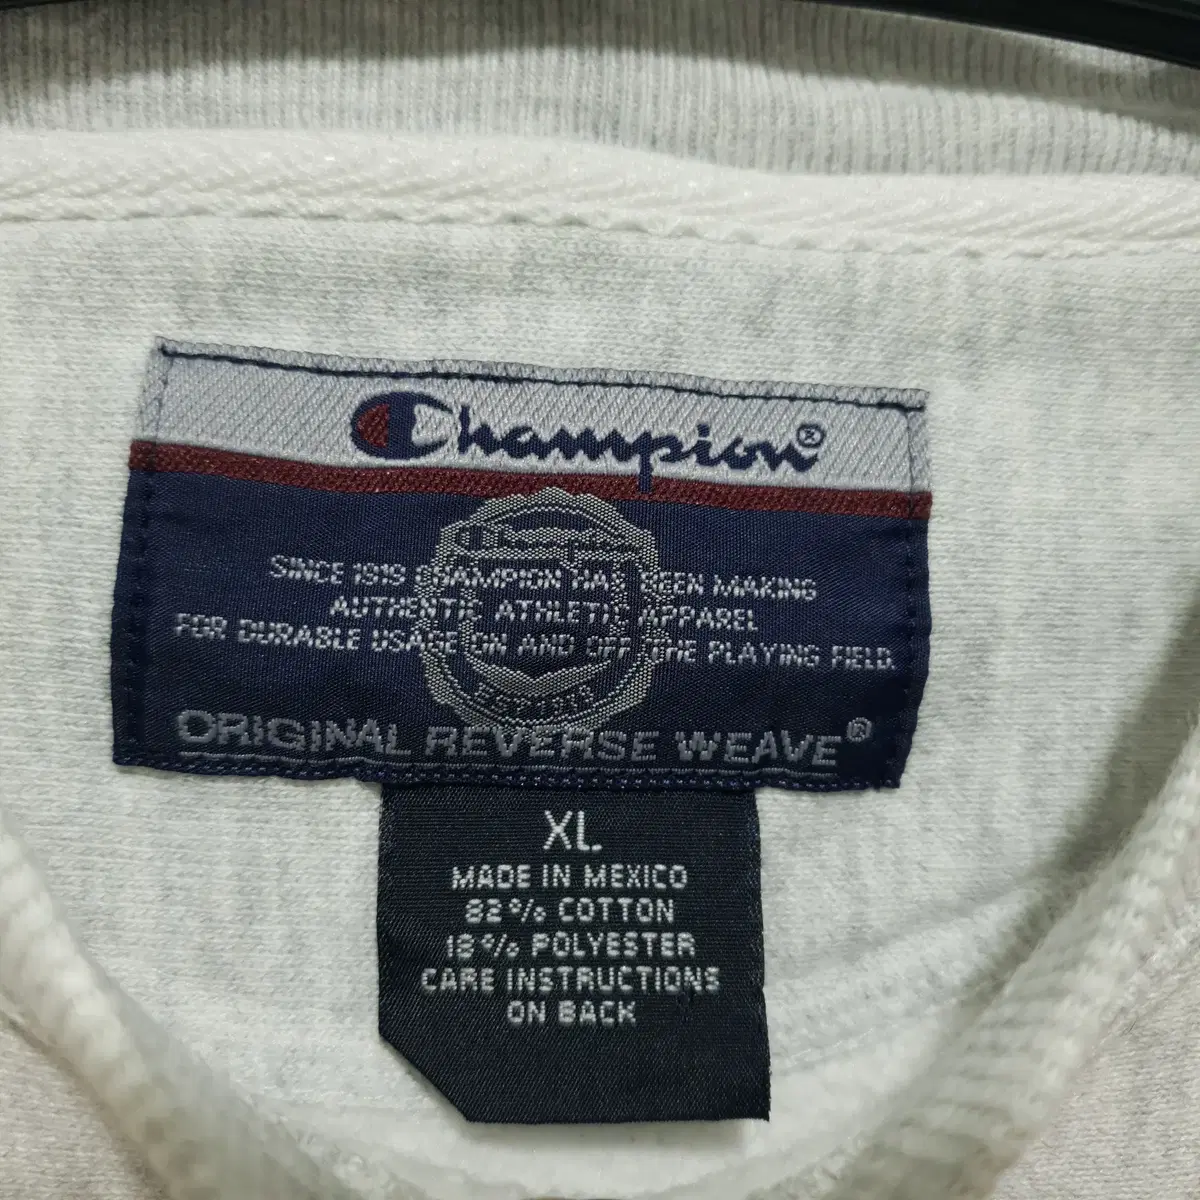 Champion®
SINCE 1919 CHAMPION HAS BEEN MAKING
AUTHENTIC ATHLETIC APPAREL
FOR DURABLE USAGE ON AND OFF THE PLAYING FIELD.
ORIGINAL REVERSE WEAVE®
XL
MADE IN MEXICO
82% COTTON
18% POLYESTER
CARE INSTRUCTIONS
ON BACK